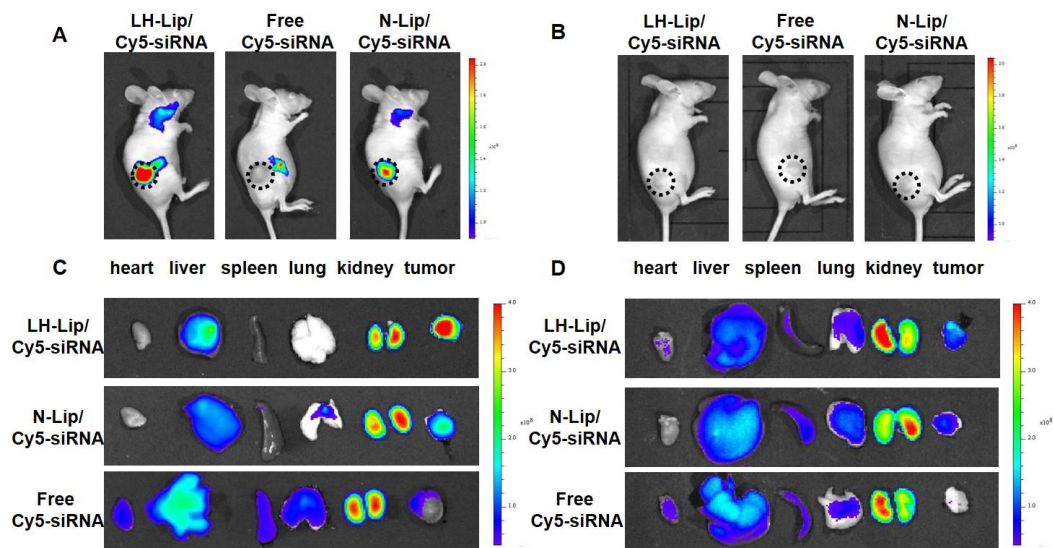 A
LH-Lip/
Cy5-siRNA
Free
Cy5-siRNA
N-Lip/
Cy5-siRNA
B
LH-Lip/
Cy5-siRNA
Free
Cy5-siRNA
N-Lip/
Cy5-siRNA
C
heart liver spleen lung kidney tumor
LH-Lip/
Cy5-siRNA
N-Lip/
Cy5-siRNA
Free
Cy5-siRNA
4.0
3.0
2.0
1.0
D
heart liver spleen lung kidney tumor
LH-Lip/
Cy5-siRNA
N-Lip/
Cy5-siRNA
Free
Cy5-siRNA
4.0
3.0
2.0
1.0